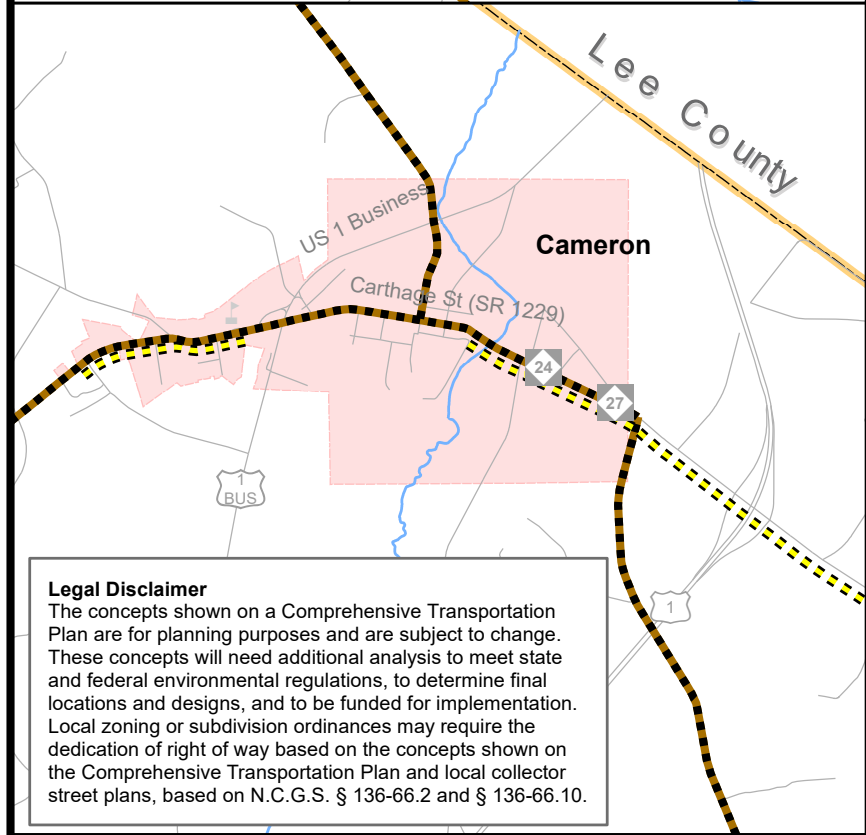 Lee County
Cameron
US 1 Business
Carthage St (SR 1229)
24
27
1
BUS
1
Legal Disclaimer
The concepts shown on a Comprehensive Transportation
Plan are for planning purposes and are subject to change.
These concepts will need additional analysis to meet state
and federal environmental regulations, to determine final
locations and designs, and to be funded for implementation.
Local zoning or subdivision ordinances may require the
dedication of right of way based on the concepts shown on
the Comprehensive Transportation Plan and local collector
street plans, based on N.C.G.S. § 136-66.2 and § 136-66.10.